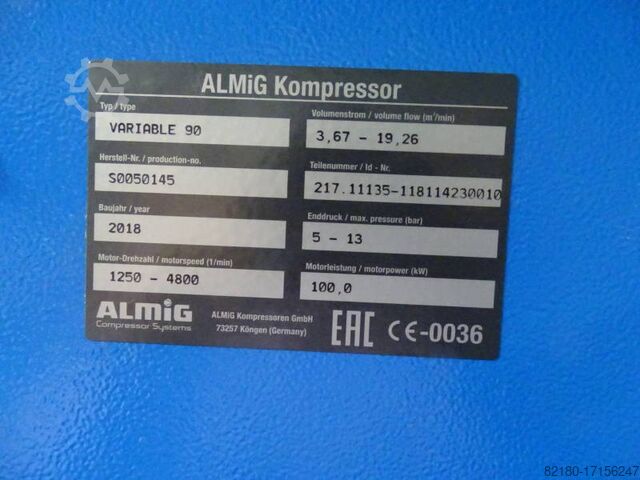 ALMiG Kompressor
Typ / type
VARIABLE 90
Herstell-Nr. / production-no.
S0050145
Baujahr / year
2018
Motor-Drehzahl / motorspeed (1/min)
1250 - 4800
Volumenstrom / volume flow (m³/min)
3,67 - 19,26
Teilenummer / Id - Nr.
217.11135-118114230010
Enddruck / max. pressure (bar)
5 - 13
Motorleistung / motorpower (kW)
100,0
ALMiG
Compressor Systems
ALMiG Kompressoren GmbH
73257 Köngen (Germany)
EAC CE-0036
82180-17156247